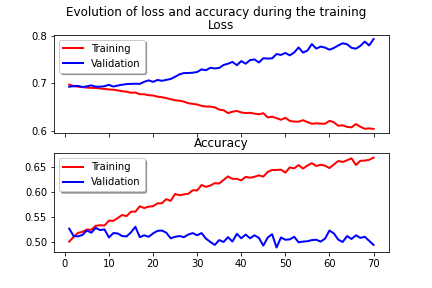 Evolution of loss and accuracy during the training
Loss
0.8
0.7
0.6
Training
Validation
Accuracy
0.65
0.60
0.55
0.50
Training
Validation
0 10 20 30 40 50 60 70